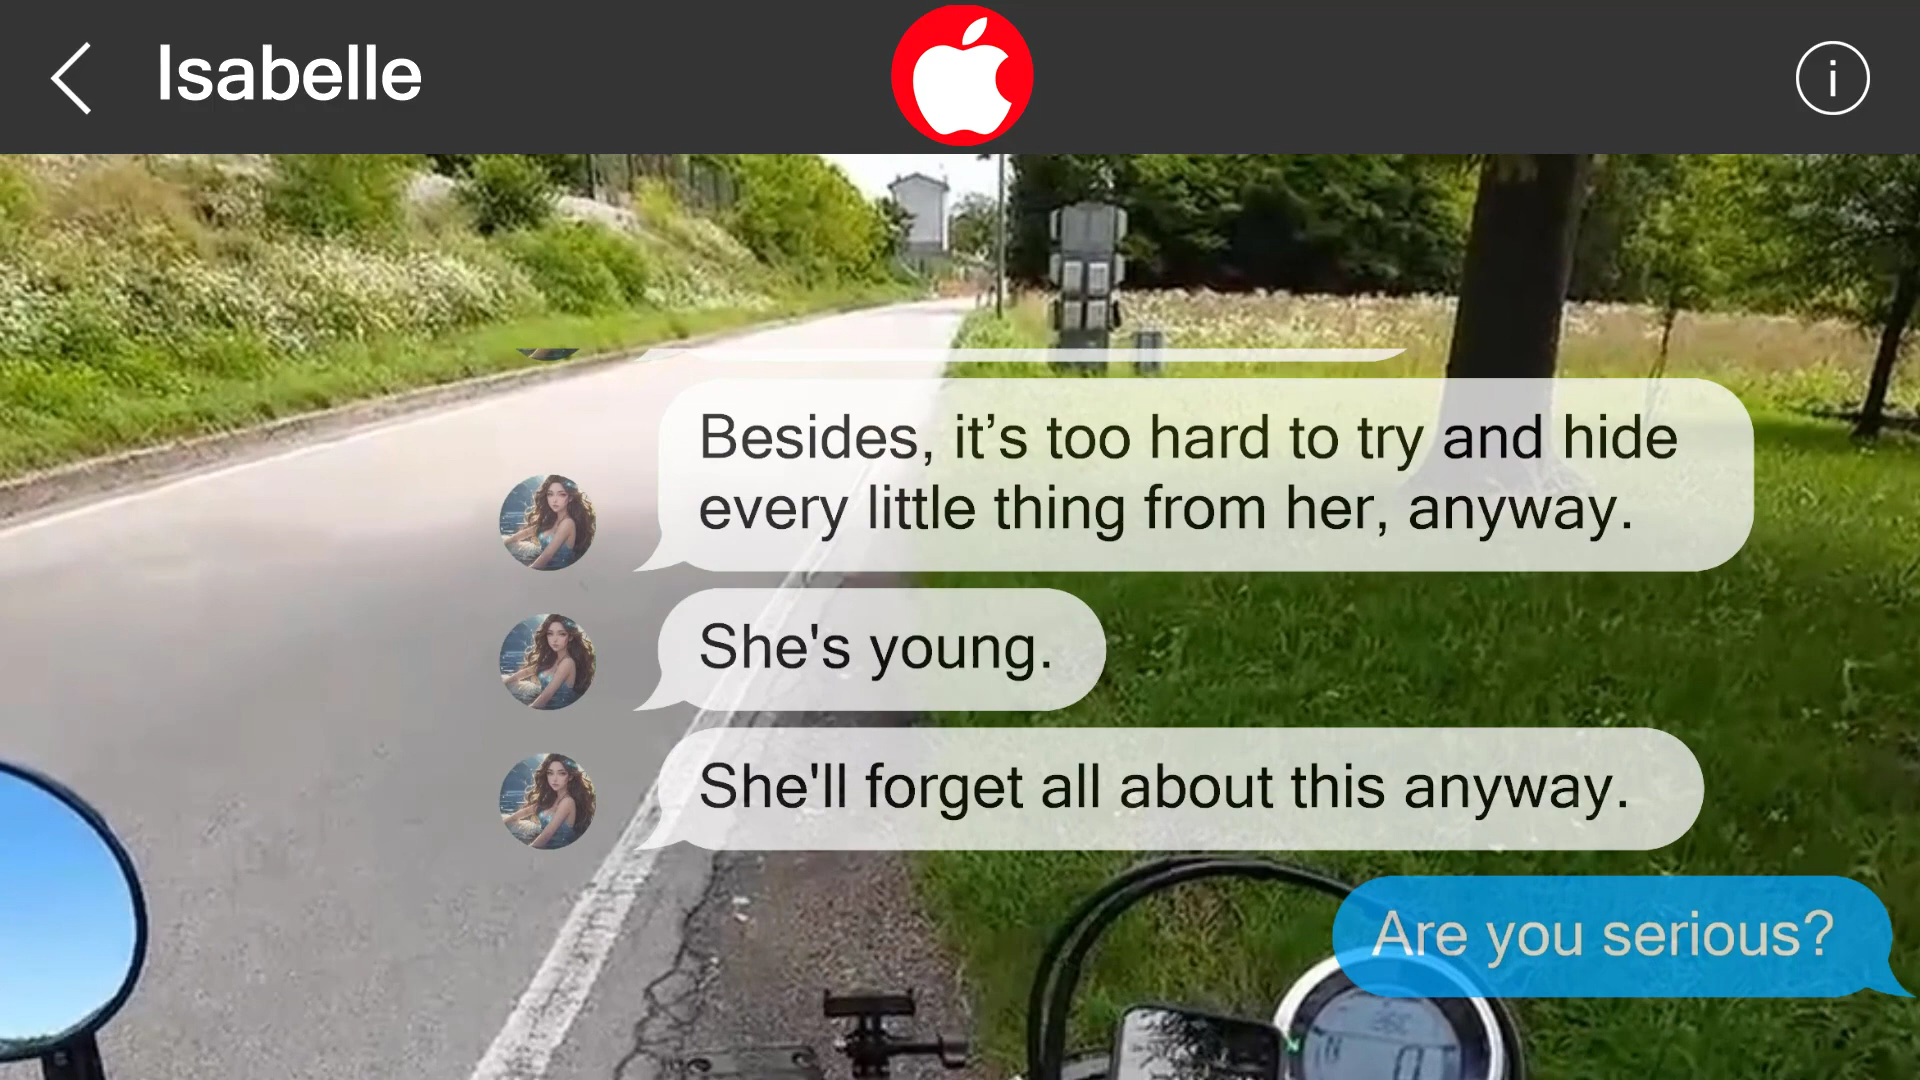 Isabelle
Besides, it’s too hard to try and hide
every little thing from her, anyway.
She's young.
She'll forget all about this anyway.
Are you serious?